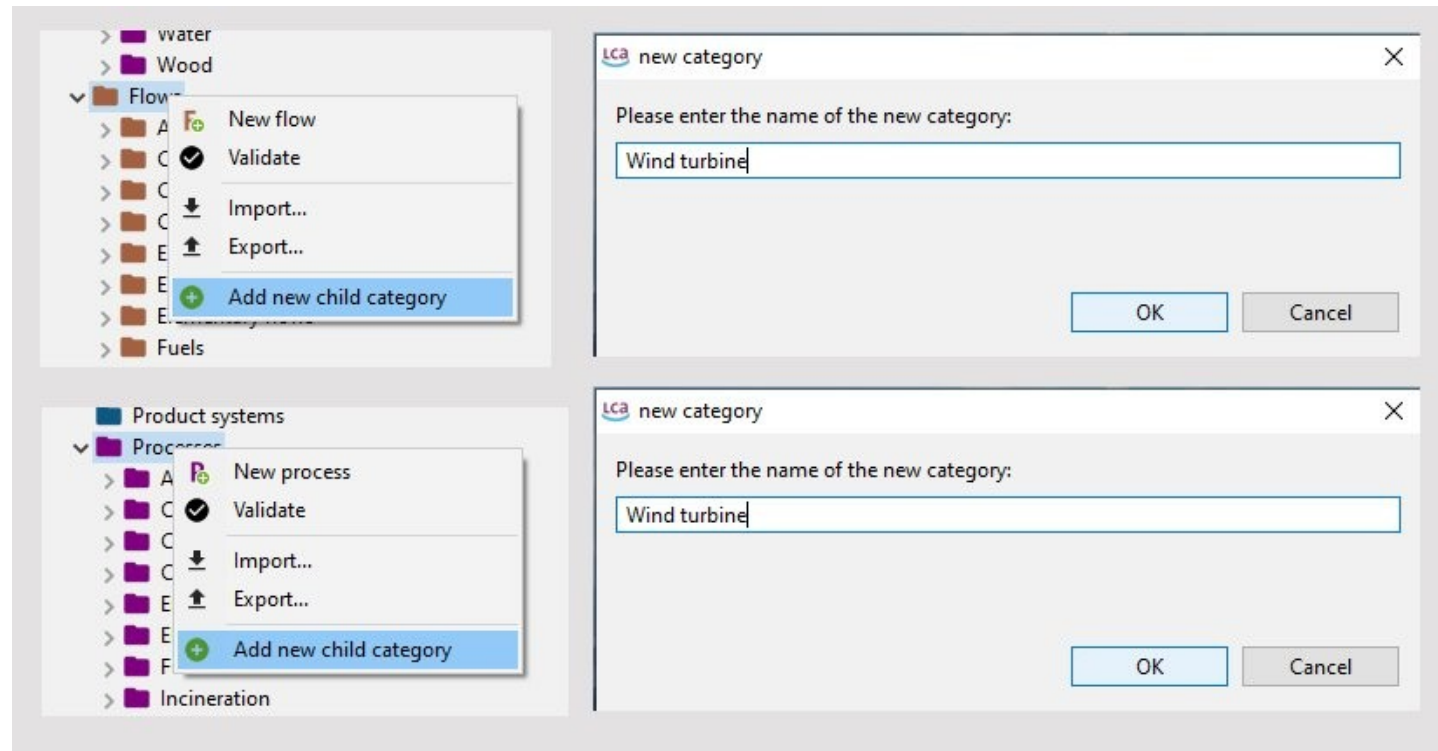 Water
Wood
Flows
New flow
Validate
Import...
Export...
Add new child category
Fuels
LCA new category
Please enter the name of the new category:
Wind turbine
OK Cancel
Product systems
Processes
New process
Validate
Import...
Export...
Add new child category
Incineration
LCA new category
Please enter the name of the new category:
Wind turbine
OK Cancel